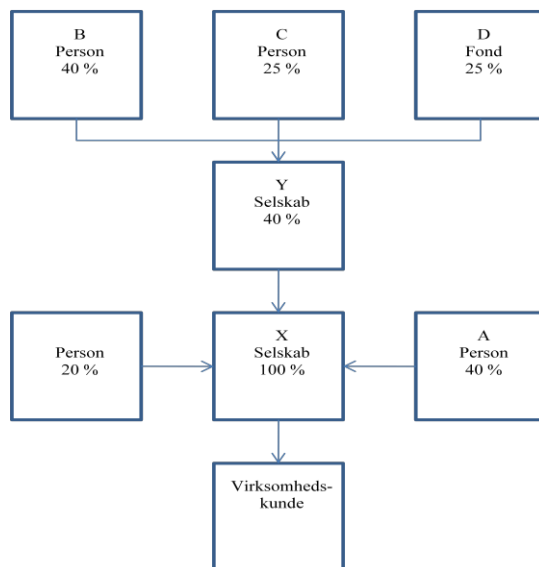 B
Person
40 %
C
Person
25 %
D
Fond
25 %
Y
Selskab
40 %
Person
20 %
X
Selskab
100 %
A
Person
40 %
Virksomheds-
kunde